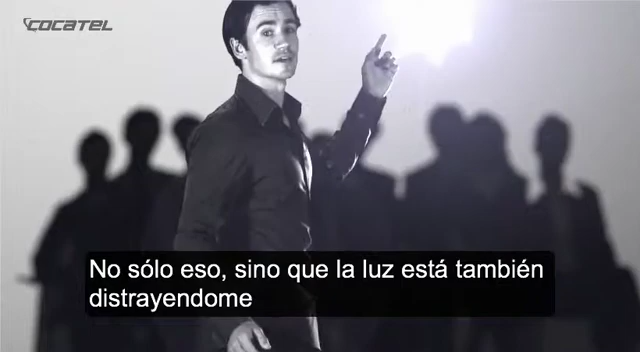 COCATEL
No sólo eso, sino que la luz está también
distrayendome